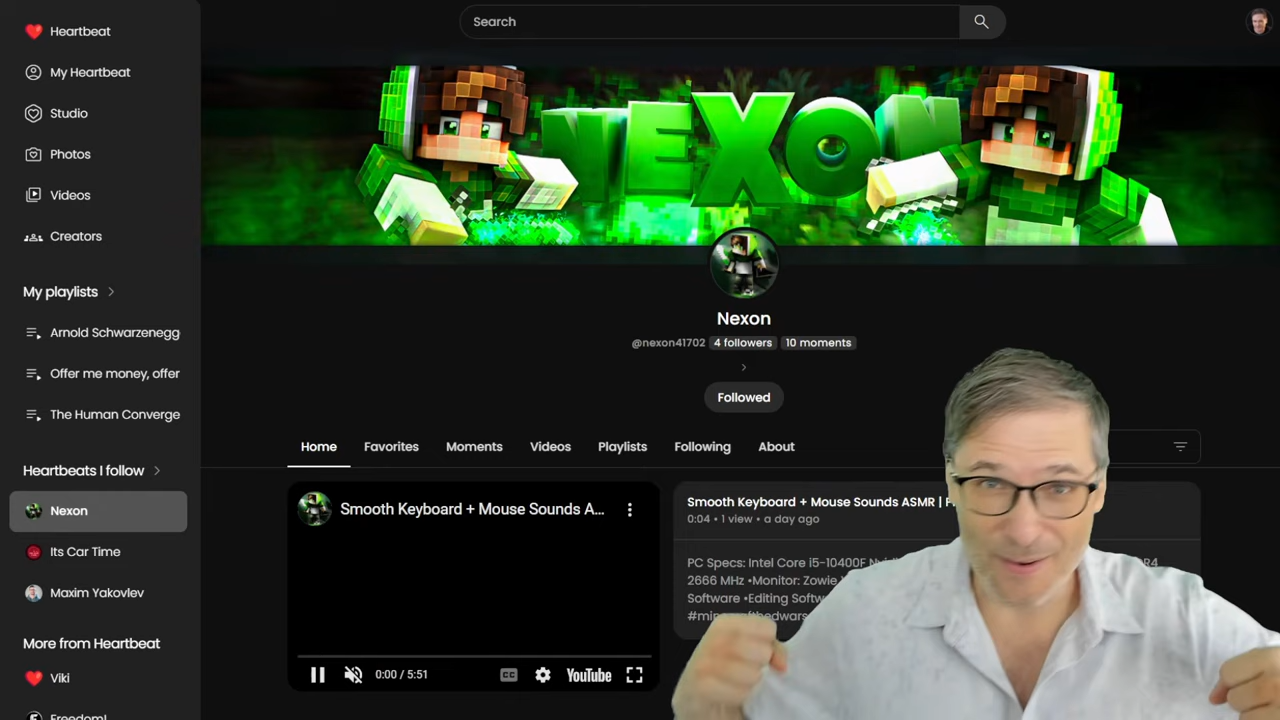 Heartbeat
My Heartbeat
Studio
Photos
Videos
Creators
My playlists
Arnold Schwarzenegg
Offer me money, offer
The Human Converge
Heartbeats I follow
Nexon
Its Car Time
Maxim Yakovlev
More from Heartbeat
Viki
Freedom!
Search
NEXON
Nexon
@nexon41702 4 followers 10 moments
Followed
Home Favorites Moments Videos Playlists Following About
Smooth Keyboard + Mouse Sounds A...
0:00 / 5:51
CC
YouTube
Smooth Keyboard + Mouse Sounds ASMR |
0:04 • 1 view • a day ago
PC Specs: Intel Core i5-10400F
2666 MHz •Monitor: Zowie
Software •Editing